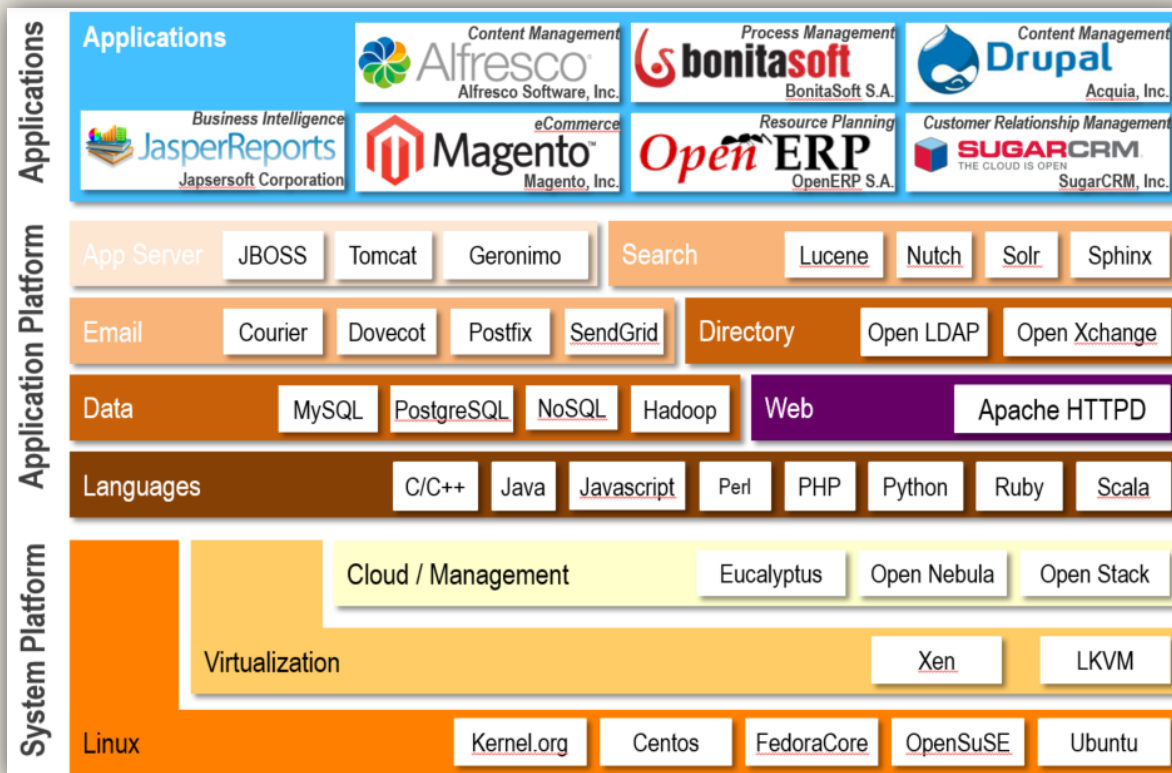 Applications
Applications
Content Management
Alfresco
Alfresco Software, Inc.
Process Management
bonitasoft
BonitaSoft S.A.
Content Management
Drupal
Acquia, Inc.
Business Intelligence
JasperReports
Japsersoft Corporation
eCommerce
Magento™
Magento, Inc.
Resource Planning
Open ERP
OpenERP S.A.
Customer Relationship Management
SUGARCRM.
THE CLOUD IS OPEN
SugarCRM, Inc.
Application Platform
App Server JBOSS Tomcat Geronimo
Search Lucene Nutch Solr Sphinx
Email Courier Dovecot Postfix SendGrid
Directory Open LDAP Open Xchange
Data MySQL PostgreSQL NoSQL Hadoop
Web Apache HTTPD
Languages C/C++ Java Javascript Perl PHP Python Ruby Scala
System Platform
Cloud / Management Eucalyptus Open Nebula Open Stack
Virtualization Xen LKVM
Linux Kernel.org Centos FedoraCore OpenSuSE Ubuntu